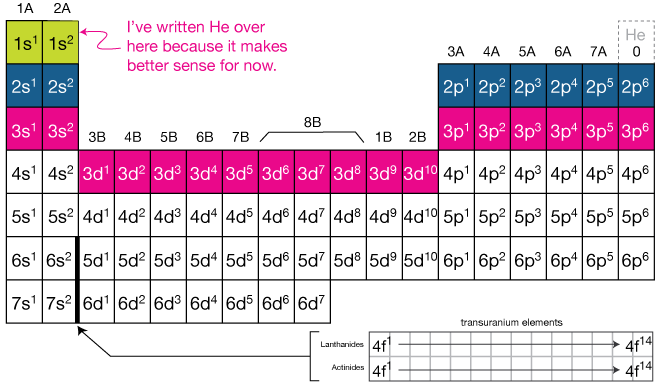 1A 2A
I've written He over
here because it makes
better sense for now.
He
1s¹ 1s² 3A 4A 5A 6A 7A 0
2s¹ 2s² 2p¹ 2p² 2p³ 2p⁴ 2p⁵ 2p⁶
8B
3s¹ 3s² 3B 4B 5B 6B 7B 1B 2B 3p¹ 3p² 3p³ 3p⁴ 3p⁵ 3p⁶
4s¹ 4s² 3d¹ 3d² 3d³ 3d⁴ 3d⁵ 3d⁶ 3d⁷ 3d⁸ 3d⁹ 3d¹⁰ 4p¹ 4p² 4p³ 4p⁴ 4p⁵ 4p⁶
5s¹ 5s² 4d¹ 4d² 4d³ 4d⁴ 4d⁵ 4d⁶ 4d⁷ 4d⁸ 4d⁹ 4d¹⁰ 5p¹ 5p² 5p³ 5p⁴ 5p⁵ 5p⁶
6s¹ 6s² 5d¹ 5d² 5d³ 5d⁴ 5d⁵ 5d⁶ 5d⁷ 5d⁸ 5d⁹ 5d¹⁰ 6p¹ 6p² 6p³ 6p⁴ 6p⁵ 6p⁶
7s¹ 7s² 6d¹ 6d² 6d³ 6d⁴ 6d⁵ 6d⁶ 6d⁷
transuranium elements
Lanthanides 4f¹ 4f¹⁴
Actinides 4f¹ 4f¹⁴